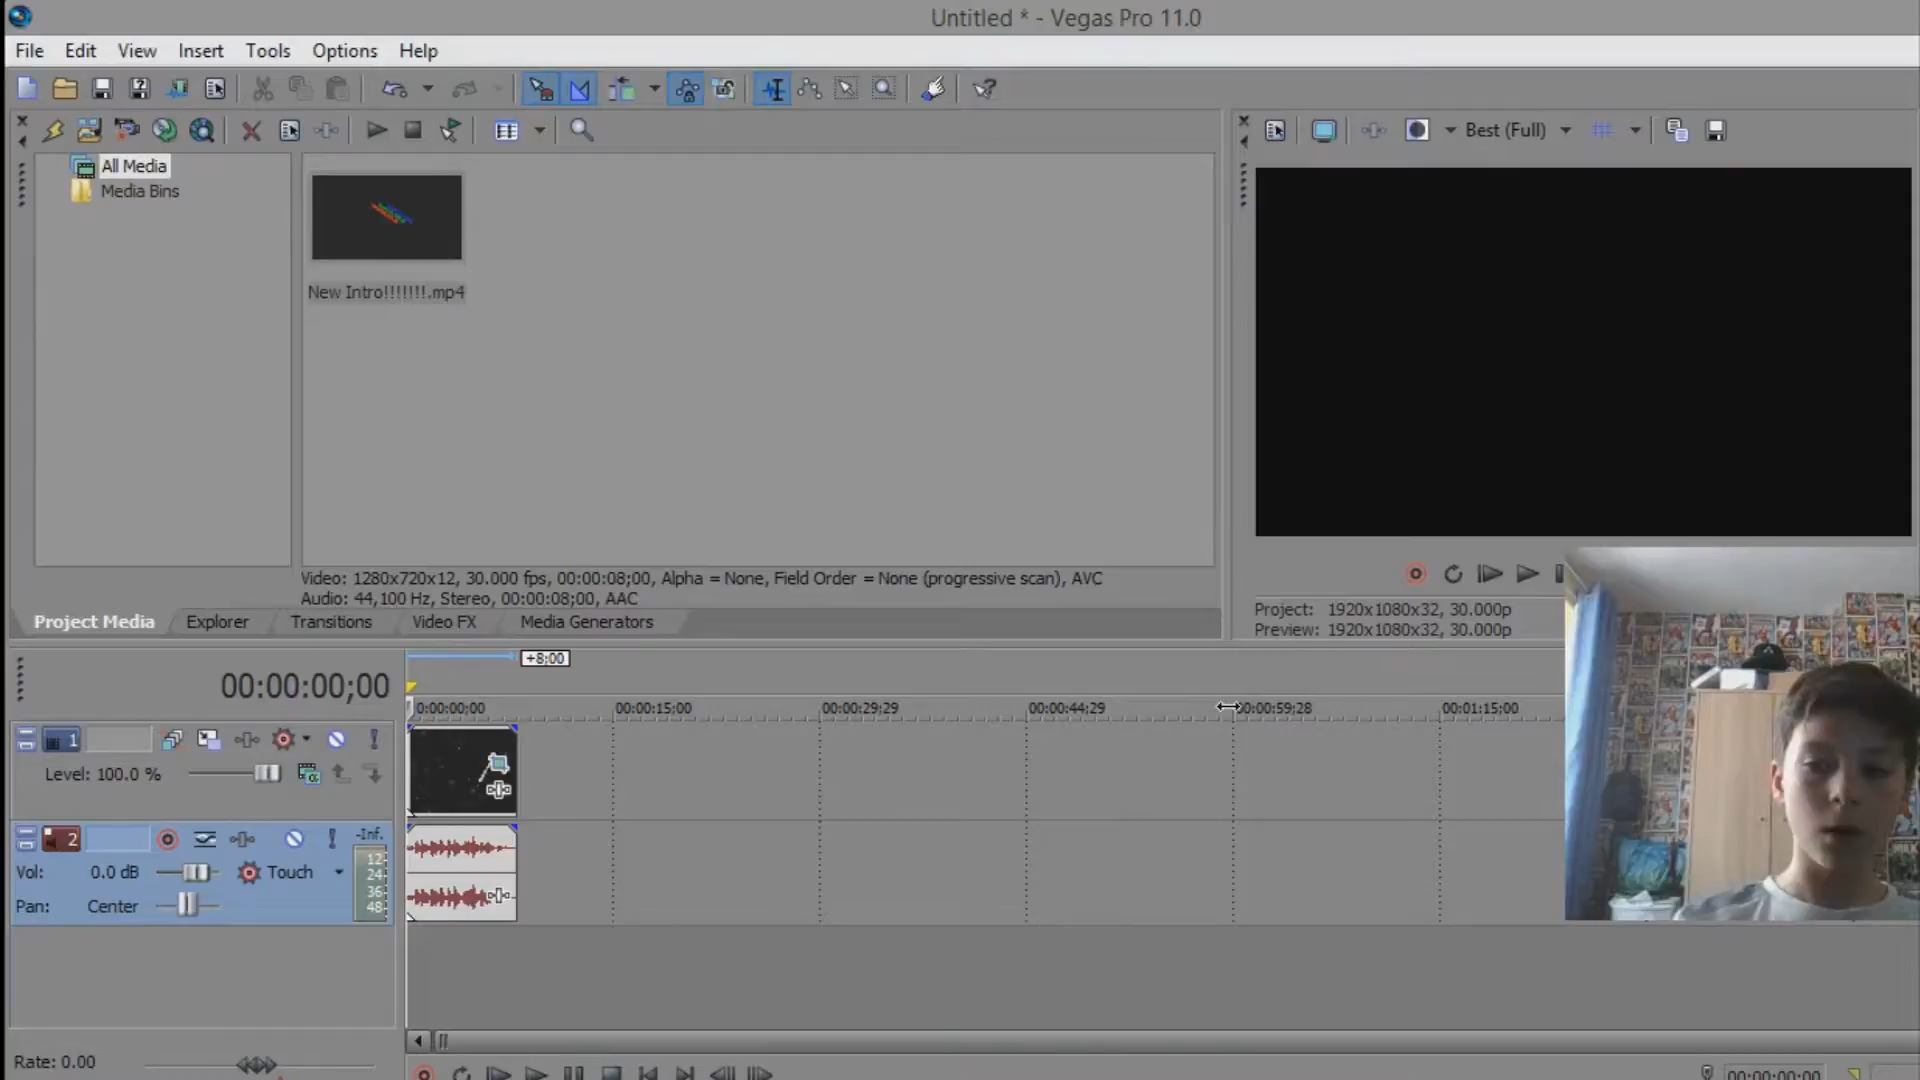 Untitled * - Vegas Pro 11.0
File Edit View Insert Tools Options Help
Best (Full)
All Media
Media Bins
New Intro!!!!!!!.mp4
Video: 1280x720x12, 30.000 fps, 00:00:08;00, Alpha = None, Field Order = None (progressive scan), AVC
Audio: 44,100 Hz, Stereo, 00:00:08;00, AAC
Project Media Explorer Transitions Video FX Media Generators
Project: 1920x1080x32, 30.000p
Preview: 1920x1080x32, 30.000p
+8;00
00:00:00;00
0:00:00;00 00:00:15;00 00:00:29;29 00:00:44;29 00:00:59;28 00:01:15;00
1
Level: 100.0 %
2 -Inf.
Vol: 0.0 dB Touch
Pan: Center
12
24
36
48
Rate: 0.00
00:00:00;00